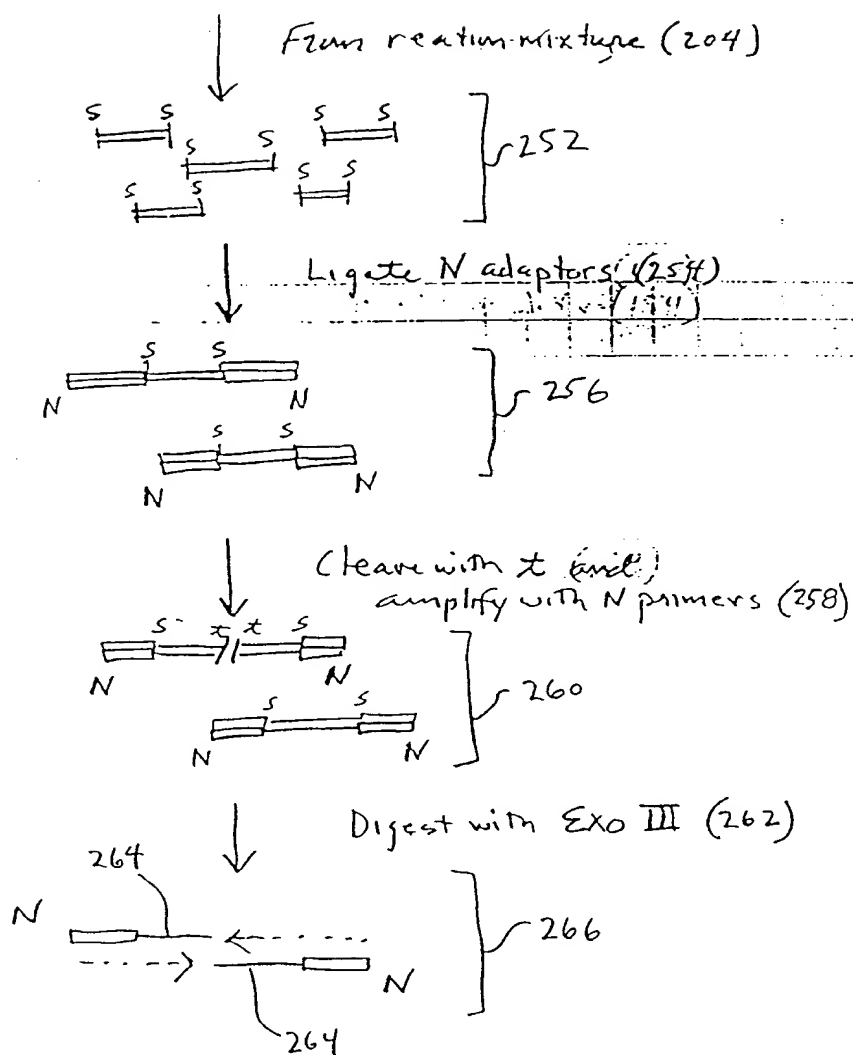 From reation mixture (204)
S S S S
S S
252
S S S S
Ligate N adaptors (254)
S S
N N
256
S S
N N
Cleave with t and
amplify with N primers (258)
S t t S
N N
260
S S
N N
Digest with Exo III (262)
264
N
266
N
264